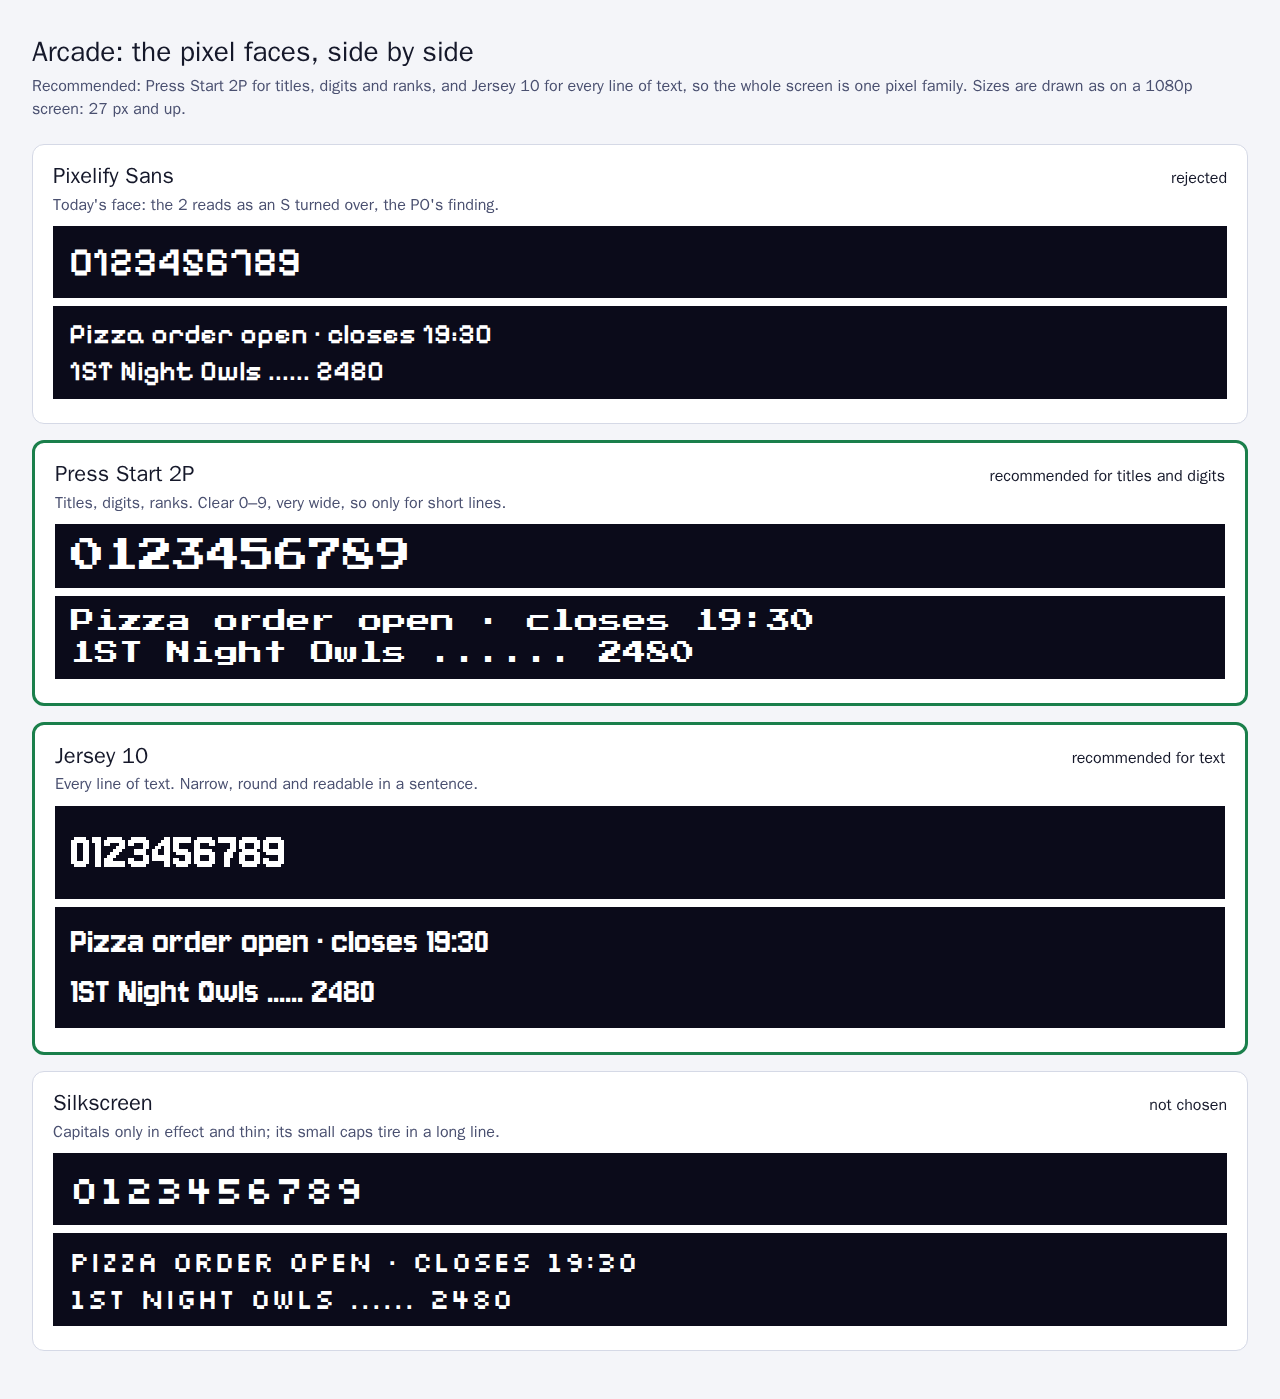 Arcade: the pixel faces, side by side
Recommended: Press Start 2P for titles, digits and ranks, and Jersey 10 for every line of text, so the whole screen is one pixel family. Sizes are drawn as on a 1080p
screen: 27 px and up.
Pixelify Sans
rejected
Today's face: the 2 reads as an S turned over, the PO's finding.
0123456789
Pizza order open · closes 19:30
1ST Night Owls ...... 2480
Press Start 2P
recommended for titles and digits
Titles, digits, ranks. Clear 0–9, very wide, so only for short lines.
0123456789
Pizza order open · closes 19:30
1ST Night Owls ...... 2480
Jersey 10
recommended for text
Every line of text. Narrow, round and readable in a sentence.
0123456789
Pizza order open · closes 19:30
1ST Night Owls ...... 2480
Silkscreen
not chosen
Capitals only in effect and thin; its small caps tire in a long line.
0123456789
PIZZA ORDER OPEN · CLOSES 19:30
1ST NIGHT OWLS ...... 2480